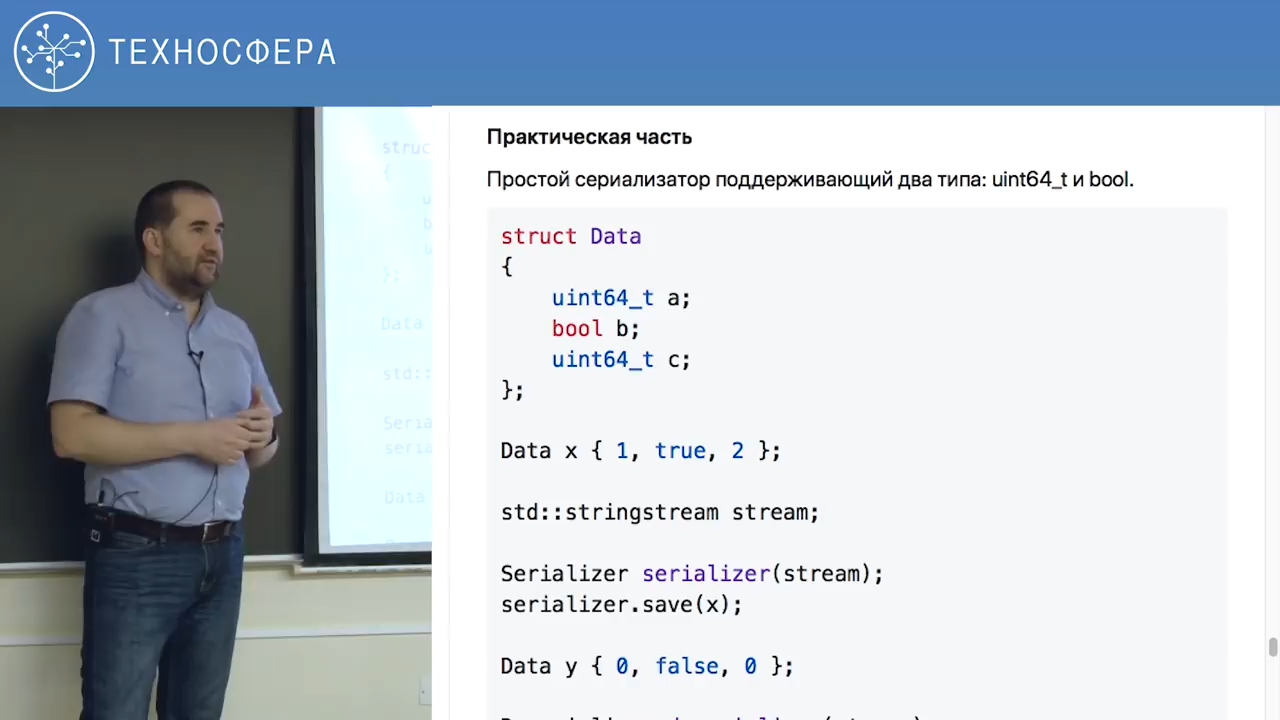 ТЕХНОСФЕРА
Практическая часть
Простой сериализатор поддерживающий два типа: uint64_t и bool.
struct Data
{
    uint64_t a;
    bool b;
    uint64_t c;
};
Data x { 1, true, 2 };
std::stringstream stream;
Serializer serializer(stream);
serializer.save(x);
Data y { 0, false, 0 };